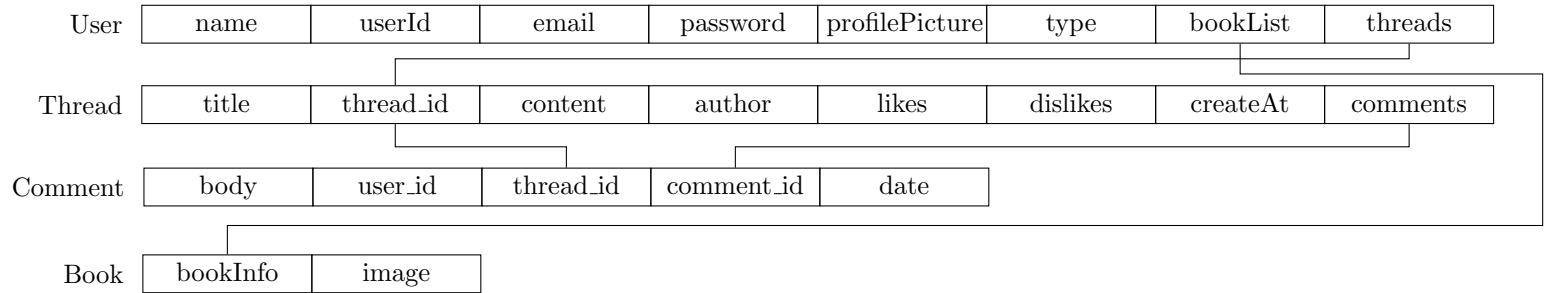 User name userId email password profilePicture type bookList threads
Thread title thread_id content author likes dislikes createAt comments
Comment body user_id thread_id comment_id date
Book bookInfo image